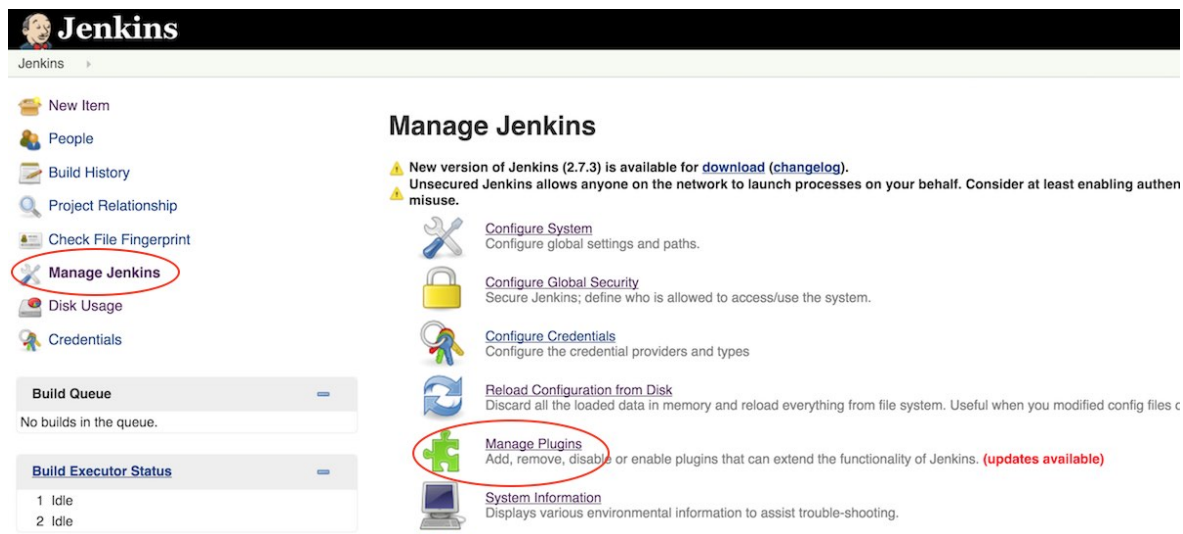 Jenkins
Jenkins
New Item
People
Build History
Project Relationship
Check File Fingerprint
Manage Jenkins
Disk Usage
Credentials
Build Queue
No builds in the queue.
Build Executor Status
1 Idle
2 Idle
Manage Jenkins
New version of Jenkins (2.7.3) is available for download (changelog).
Unsecured Jenkins allows anyone on the network to launch processes on your behalf. Consider at least enabling authen
misuse.
Configure System
Configure global settings and paths.
Configure Global Security
Secure Jenkins; define who is allowed to access/use the system.
Configure Credentials
Configure the credential providers and types
Reload Configuration from Disk
Discard all the loaded data in memory and reload everything from file system. Useful when you modified config files
Manage Plugins
Add, remove, disable or enable plugins that can extend the functionality of Jenkins. (updates available)
System Information
Displays various environmental information to assist trouble-shooting.